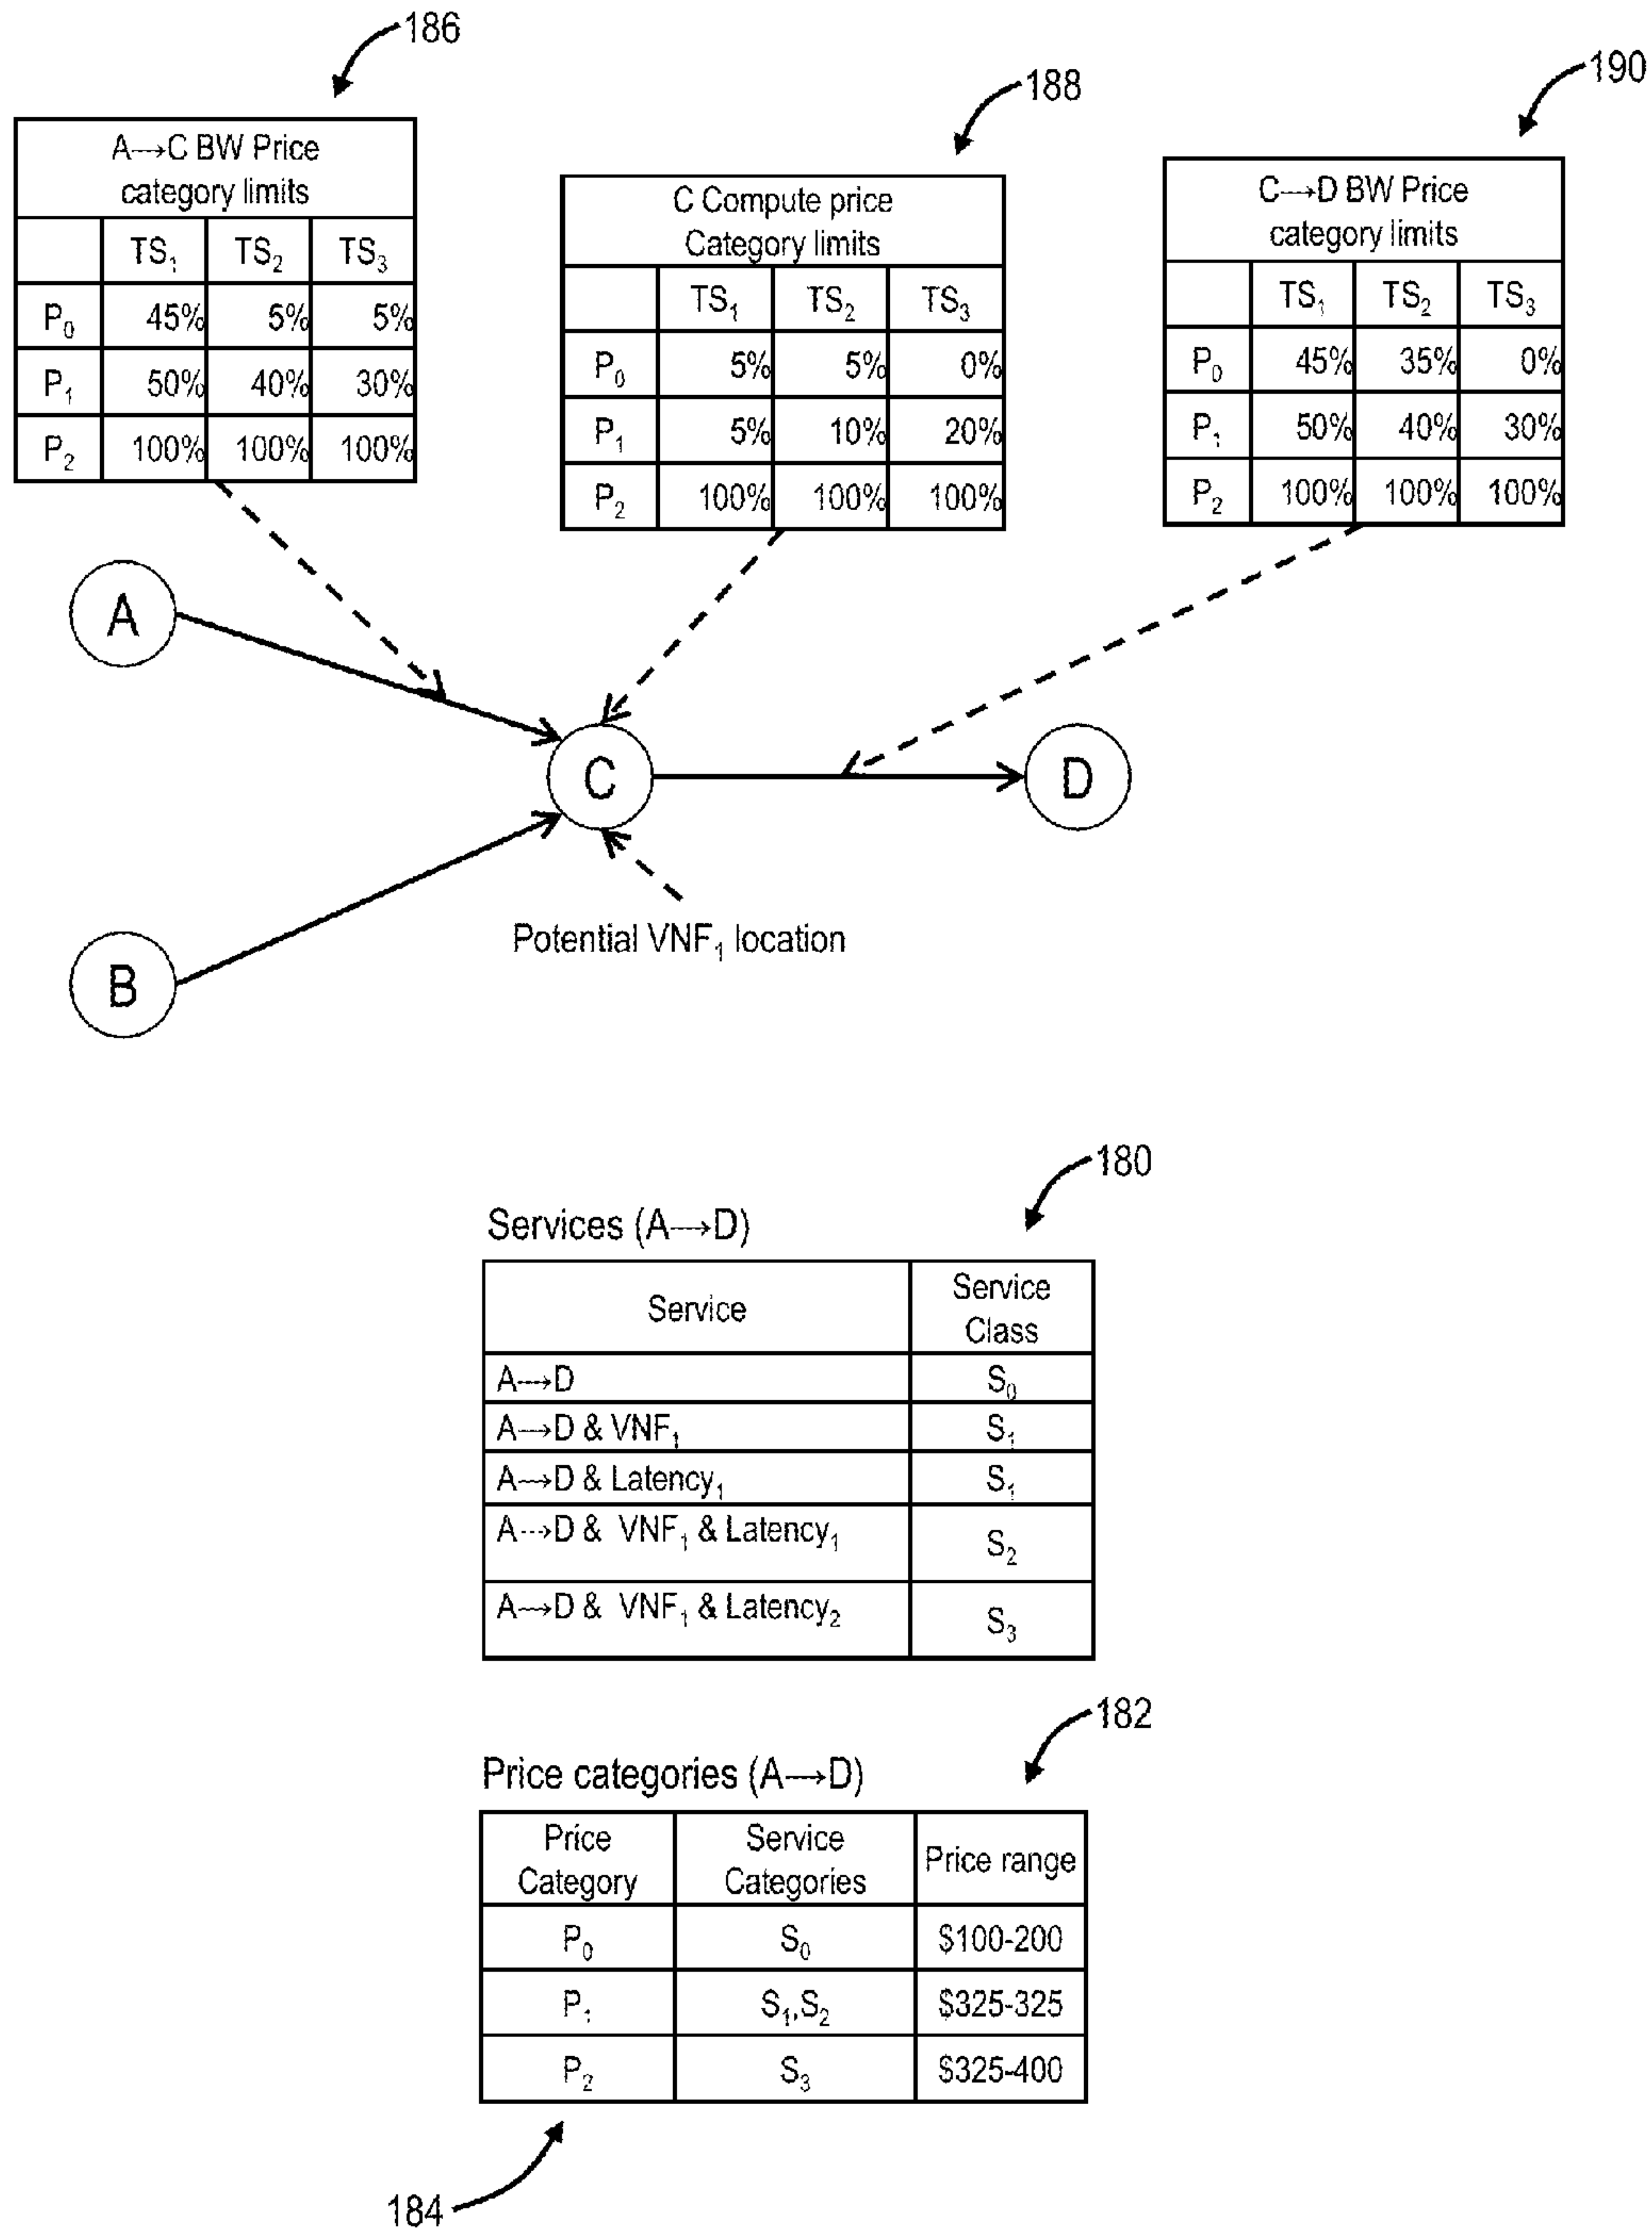 186
188
190
A→C BW Price
category limits
TS₁ TS₂ TS₃
P₀ 45% 5% 5%
P₁ 50% 40% 30%
P₂ 100% 100% 100%
C Compute price
Category limits
TS₁ TS₂ TS₃
P₀ 5% 5% 0%
P₁ 5% 10% 20%
P₂ 100% 100% 100%
C→D BW Price
category limits
TS₁ TS₂ TS₃
P₀ 45% 35% 0%
P₁ 50% 40% 30%
P₂ 100% 100% 100%
A
C
D
B
Potential VNF₁ location
180
Services (A→D)
Service
Service
Class
A→D S₀
A→D & VNF₁ S₁
A→D & Latency₁ S₁
A→D & VNF₁ & Latency₁ S₂
A→D & VNF₁ & Latency₂ S₃
182
Price categories (A→D)
Price
Category
Service
Categories
Price range
P₀ S₀ $100-200
P₁ S₁,S₂ $325-325
P₂ S₃ $325-400
184